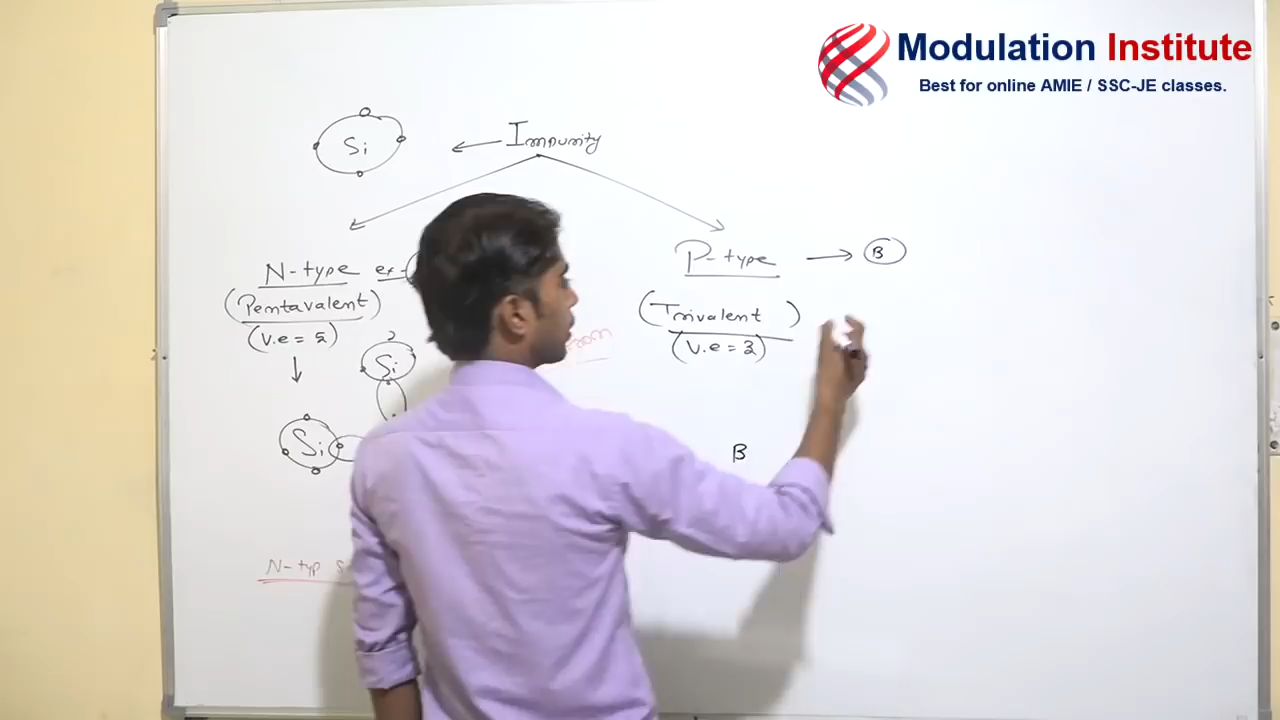 Modulation Institute
Best for online AMIE / SSC-JE classes.
Impurity
Si
N-type ex-
(Pentavalent)
(V.e = 5)
Si
Si
N-typ
P-type → B
(Trivalent)
(V.e = 3)
B